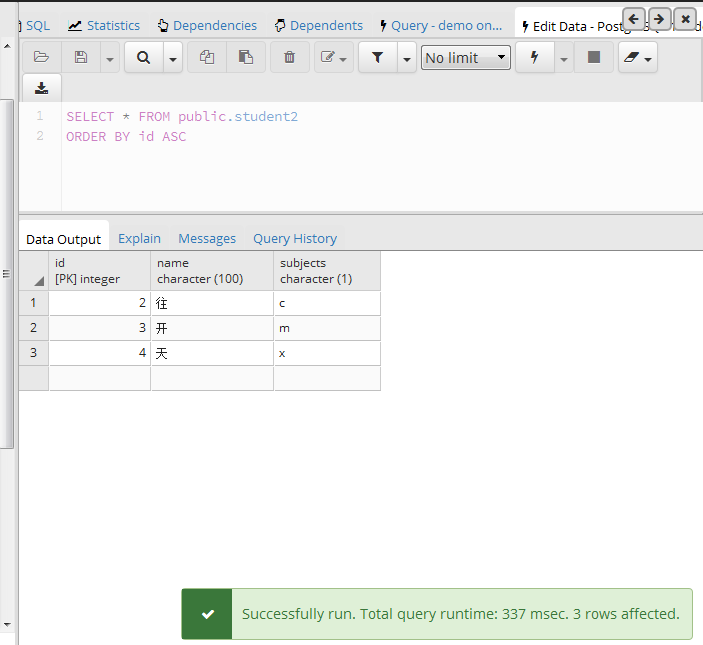 SQL Statistics Dependencies Dependents Query - demo on... Edit Data -
No limit
1 SELECT * FROM public.student2
2 ORDER BY id ASC
Data Output Explain Messages Query History
id name subjects
[PK] integer character (100) character (1)
1 2 往 c
2 3 开 m
3 4 天 x
Successfully run. Total query runtime: 337 msec. 3 rows affected.